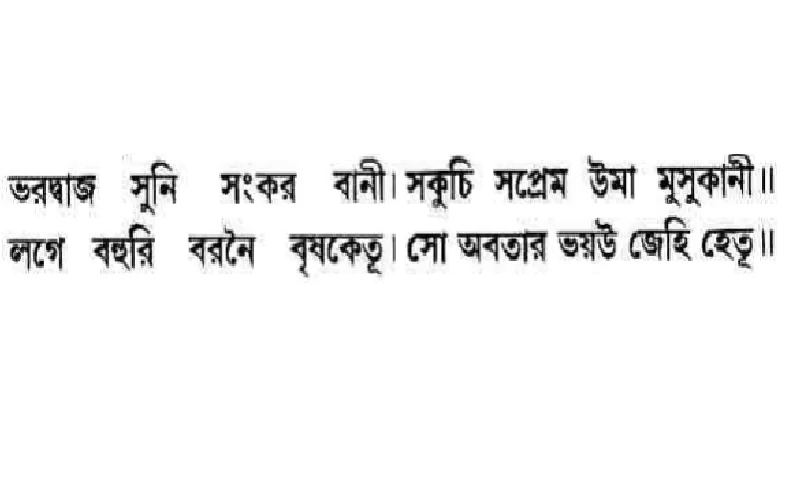 ভরদ্বাজ সুনি সংকর বানী। সকুচি সপ্রেম উমা মুসুকানী॥
লগে বহুরি বরনৈ বৃষকেতূ। সো অবতার ভয়উ জেহি হেতূ॥